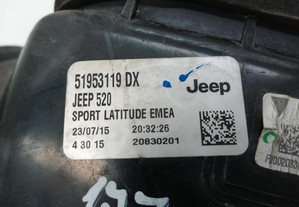 51953119 DX
JEEP 520
Jeep
SPORT LATITUDE EMEA
23/07/15 20:32:26
4 30 15 20830201